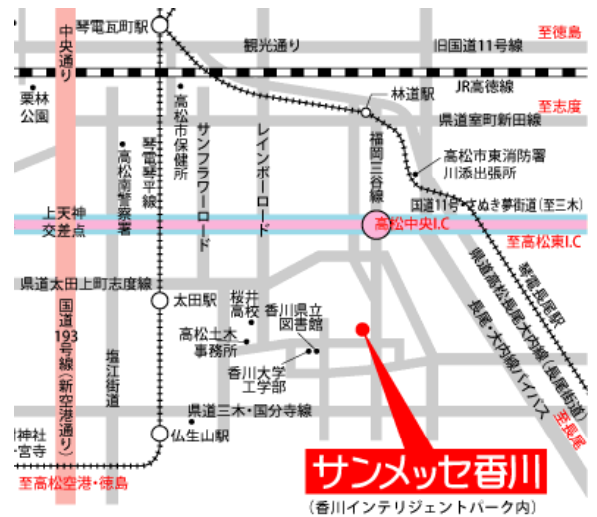 琴電瓦町駅
中央通り
観光通り
旧国道11号線
至徳島
JR高徳線
栗林
公園
高松市保健所
林道駅
至志度
県道室町新田線
高松南警察署
琴電琴平線
サンフラワーロード
レインボーロード
福岡三谷線
高松市東消防署
川添出張所
国道11号・さぬき夢街道(至三木)
上天神
交差点
高松中央I.C
至高松東I.C
県道太田上町志度線
琴電長尾駅
県道高松長尾大内線(長尾街道)
長尾・大内線バイパス
至長尾
国道193号線(新空港通り)
塩江街道
太田駅
桜井
高校
香川県立
図書館
高松土木
事務所
香川大学
工学部
県道三木・国分寺線
仏生山駅
神社
一宮寺
至高松空港・徳島
サンメッセ香川
(香川インテリジェントパーク内)